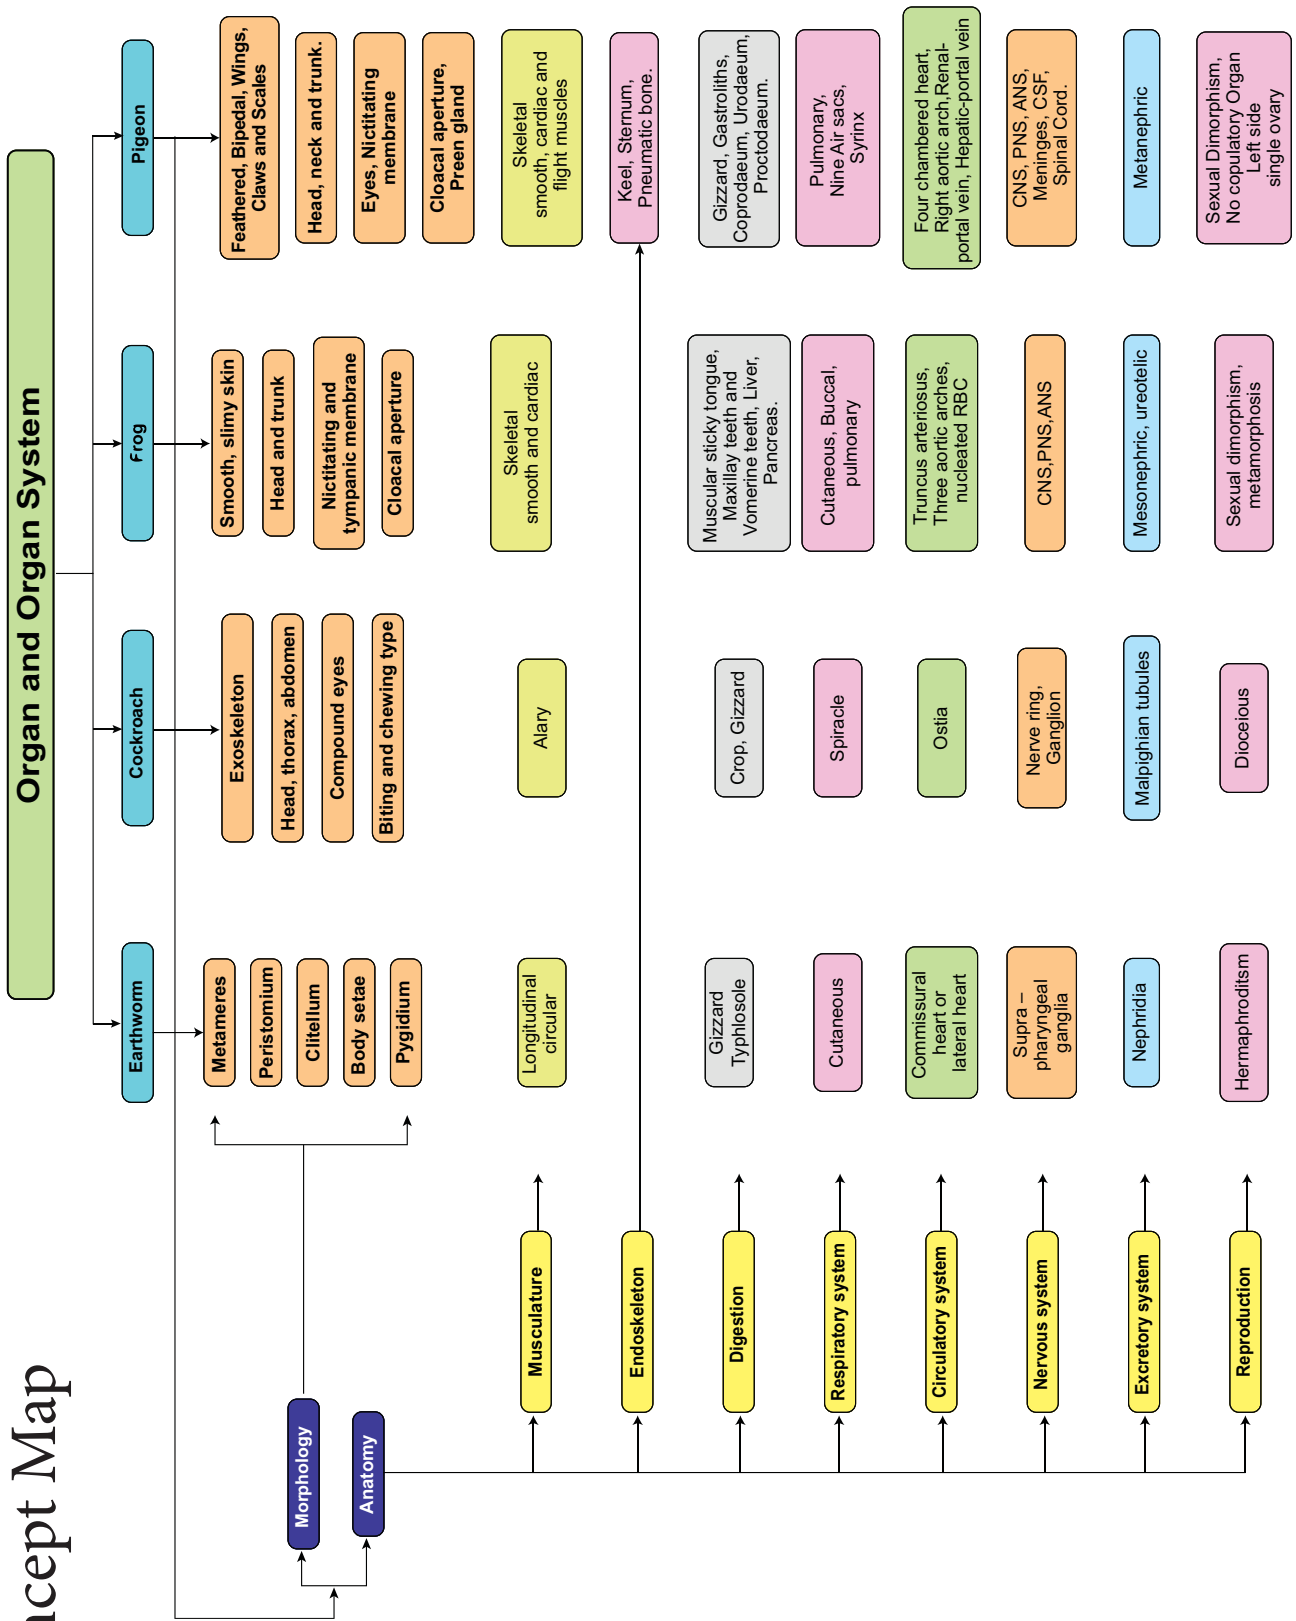 ncept Map
Organ and Organ System
Earthworm
Cockroach
Frog
Pigeon
Morphology
Metameres
Peristomium
Clitellum
Body setae
Pygidium
Exoskeleton
Head, thorax, abdomen
Compound eyes
Biting and chewing type
Smooth, slimy skin
Head and trunk
Nictitating and
tympanic membrane
Cloacal aperture
Feathered, Bipedal, Wings,
Claws and Scales
Head, neck and trunk.
Eyes, Nictitating
membrane
Cloacal aperture,
Preen gland
Anatomy
Musculature
Longitudinal
circular
Alary
Skeletal
smooth and cardiac
Skeletal
smooth, cardiac and
flight muscles
Endoskeleton
Keel, Sternum,
Pneumatic bone.
Digestion
Gizzard
Typhlosole
Crop, Gizzard
Muscular sticky tongue,
Maxillay teeth and
Vomerine teeth, Liver,
Pancreas.
Gizzard, Gastroliths,
Coprodaeum, Urodaeum,
Proctodaeum.
Respiratory system
Cutaneous
Spiracle
Cutaneous, Buccal,
pulmonary
Pulmonary,
Nine Air sacs,
Syrinx
Circulatory system
Commissural
heart or
lateral heart
Ostia
Truncus arteriosus,
Three aortic arches,
nucleated RBC
Four chambered heart,
Right aortic arch,Renal-
portal vein, Hepatic-portal vein
Nervous system
Supra –
pharyngeal
ganglia
Nerve ring,
Ganglion
CNS,PNS,ANS
CNS, PNS, ANS,
Meninges, CSF,
Spinal Cord.
Excretory system
Nephridia
Malpighian tubules
Mesonephric, ureotelic
Metanephric
Reproduction
Hermaphroditsm
Dioceious
Sexual dimorphism,
metamorphosis
Sexual Dimorphism,
No copulatory Organ
Left side
single ovary